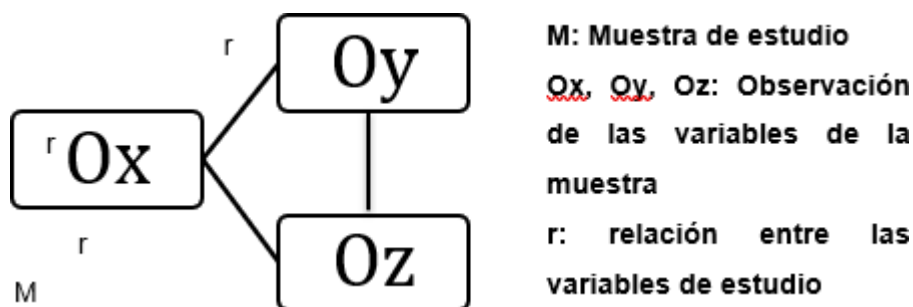 r
Oy
r
Ox
r
Oz
M
M: Muestra de estudio
Ox, Oy, Oz: Observación
de las variables de la
muestra
r: relación entre las
variables de estudio